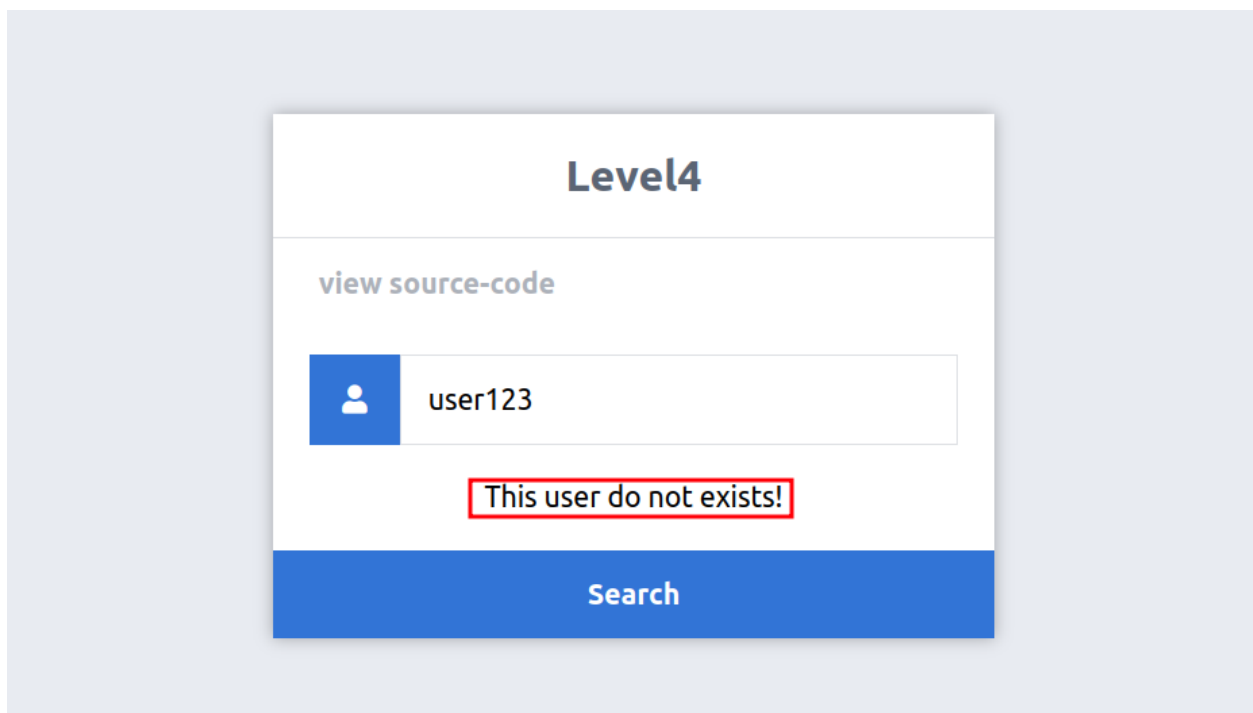 Level4
view source-code
user123
This user do not exists!
Search